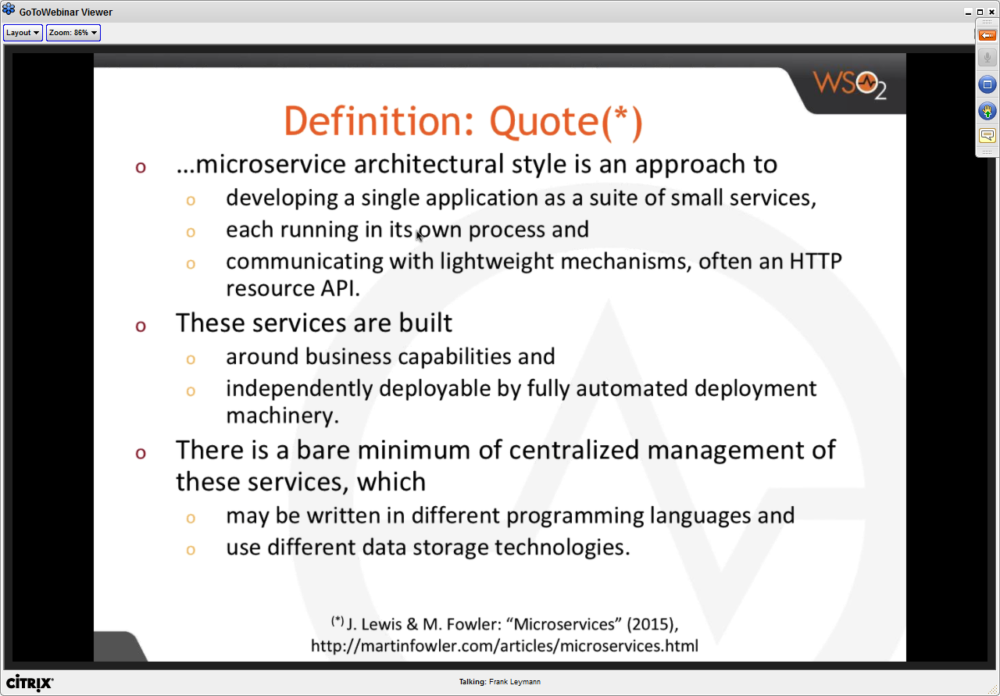 GoToWebinar Viewer
Layout
Zoom: 86%
WSO2
Definition: Quote(*)
o ...microservice architectural style is an approach to
o developing a single application as a suite of small services,
o each running in its own process and
o communicating with lightweight mechanisms, often an HTTP
resource API.
o These services are built
o around business capabilities and
o independently deployable by fully automated deployment
machinery.
o There is a bare minimum of centralized management of
these services, which
o may be written in different programming languages and
o use different data storage technologies.
(*) J. Lewis & M. Fowler: “Microservices” (2015),
http://martinfowler.com/articles/microservices.html
CİTRIX®
Talking: Frank Leymann